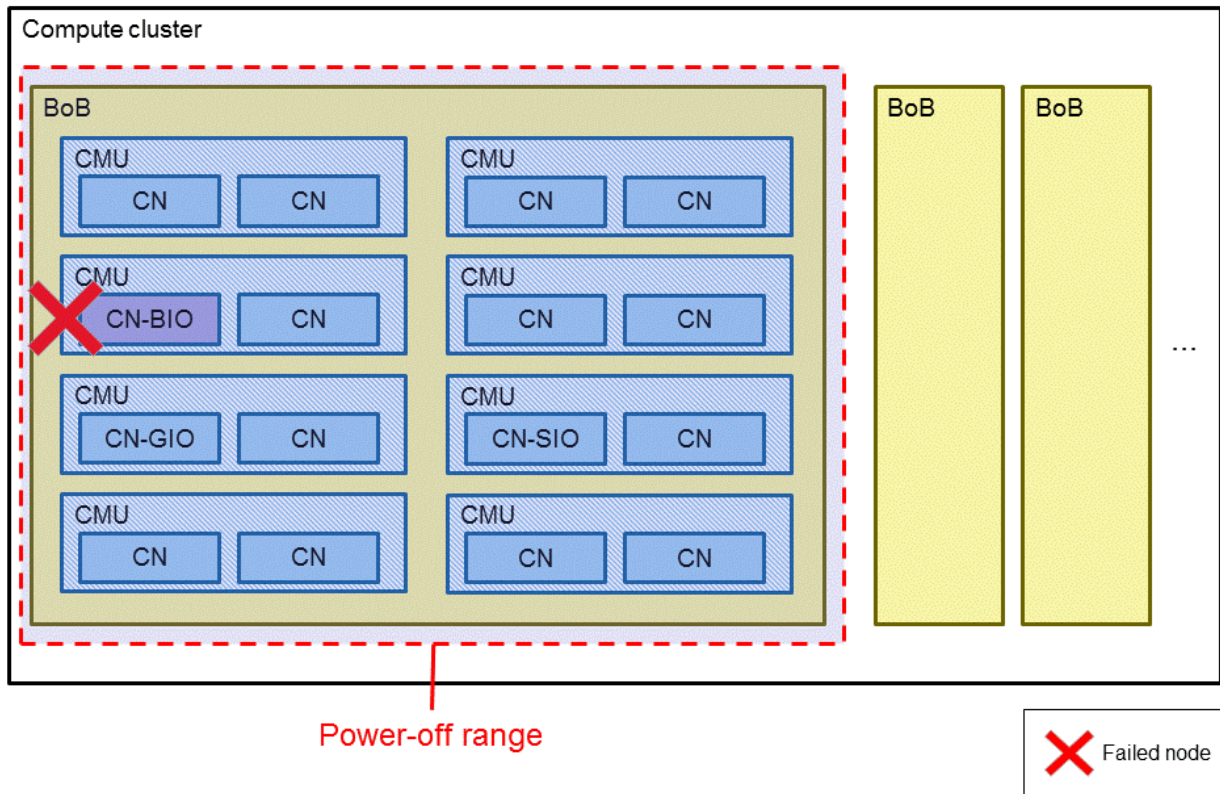 Compute cluster
BoB
BoB
BoB
CMU
CN
CN
CMU
CN
CN
CMU
CN-BIO
CN
CMU
CN
CN
CMU
CN-GIO
CN
CMU
CN-SIO
CN
CMU
CN
CN
CMU
CN
CN
...
Power-off range
Failed node